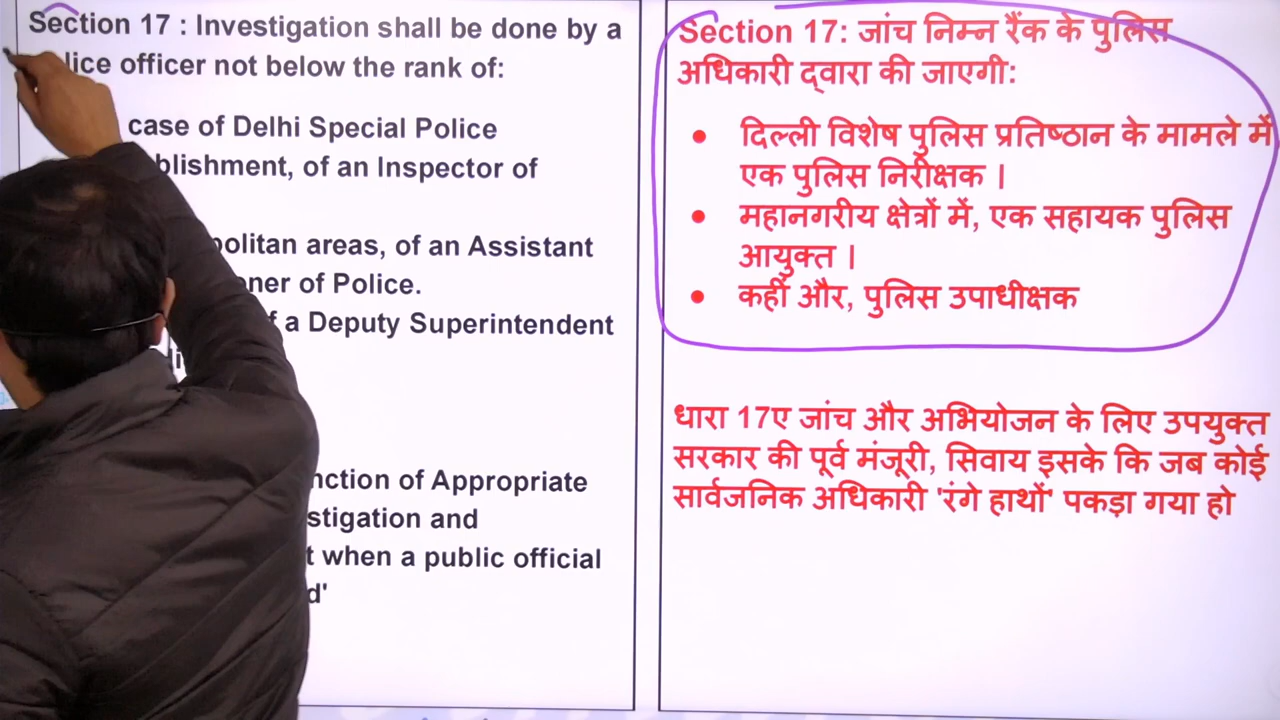 Section 17 : Investigation shall be done by a
lice officer not below the rank of:
case of Delhi Special Police
blishment, of an Inspector of
politan areas, of an Assistant
ner of Police.
f a Deputy Superintendent
nction of Appropriate
stigation and
t when a public official
d'
Section 17: जांच निम्न रैंक के पुलिस
अधिकारी द्वारा की जाएगी:
• दिल्ली विशेष पुलिस प्रतिष्ठान के मामले में
एक पुलिस निरीक्षक ।
• महानगरीय क्षेत्रों में, एक सहायक पुलिस
आयुक्त ।
• कहीं और, पुलिस उपाधीक्षक
धारा 17ए जांच और अभियोजन के लिए उपयुक्त
सरकार की पूर्व मंजूरी, सिवाय इसके कि जब कोई
सार्वजनिक अधिकारी 'रंगे हाथों' पकड़ा गया हो